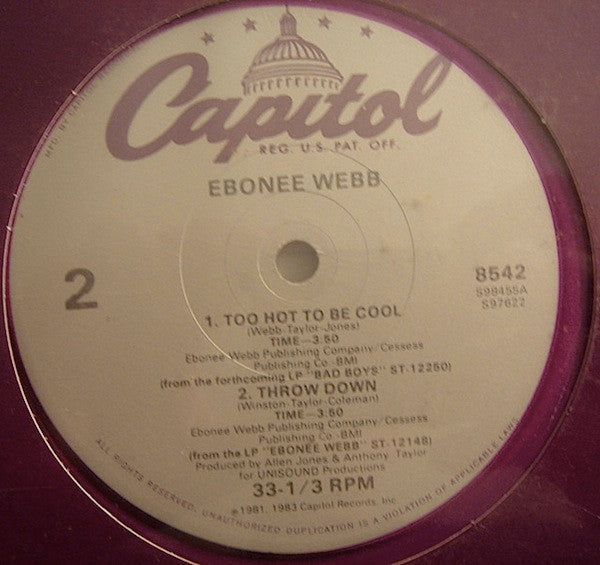 MFD. BY CAPITOL RE
Capitol
REG. U.S. PAT. OFF.
EBONEE WEBB
2
8542
S98455A
S97622
1. TOO HOT TO BE COOL
(Webb-Taylor-Jones)
TIME—3:50
Ebonee Webb Publishing Company/Cessess
Publishing Co.-BMI
(from the forthcoming LP "BAD BOYS" ST-12250)
2. THROW DOWN
(Winston-Taylor-Coleman)
TIME—3:50
Ebonee Webb Publishing Company/Cessess
Publishing Co.-BMI
(from the LP "EBONEE WEBB" ST-12148)
Produced by Allen Jones & Anthony Taylor
for UNISOUND Productions
33-1/3 RPM
℗1981, 1983 Capitol Records, Inc.
ALL RIGHTS RESERVED. UNAUTHORIZED DUPLICATION IS A VIOLATION OF APPLICABLE LAWS.